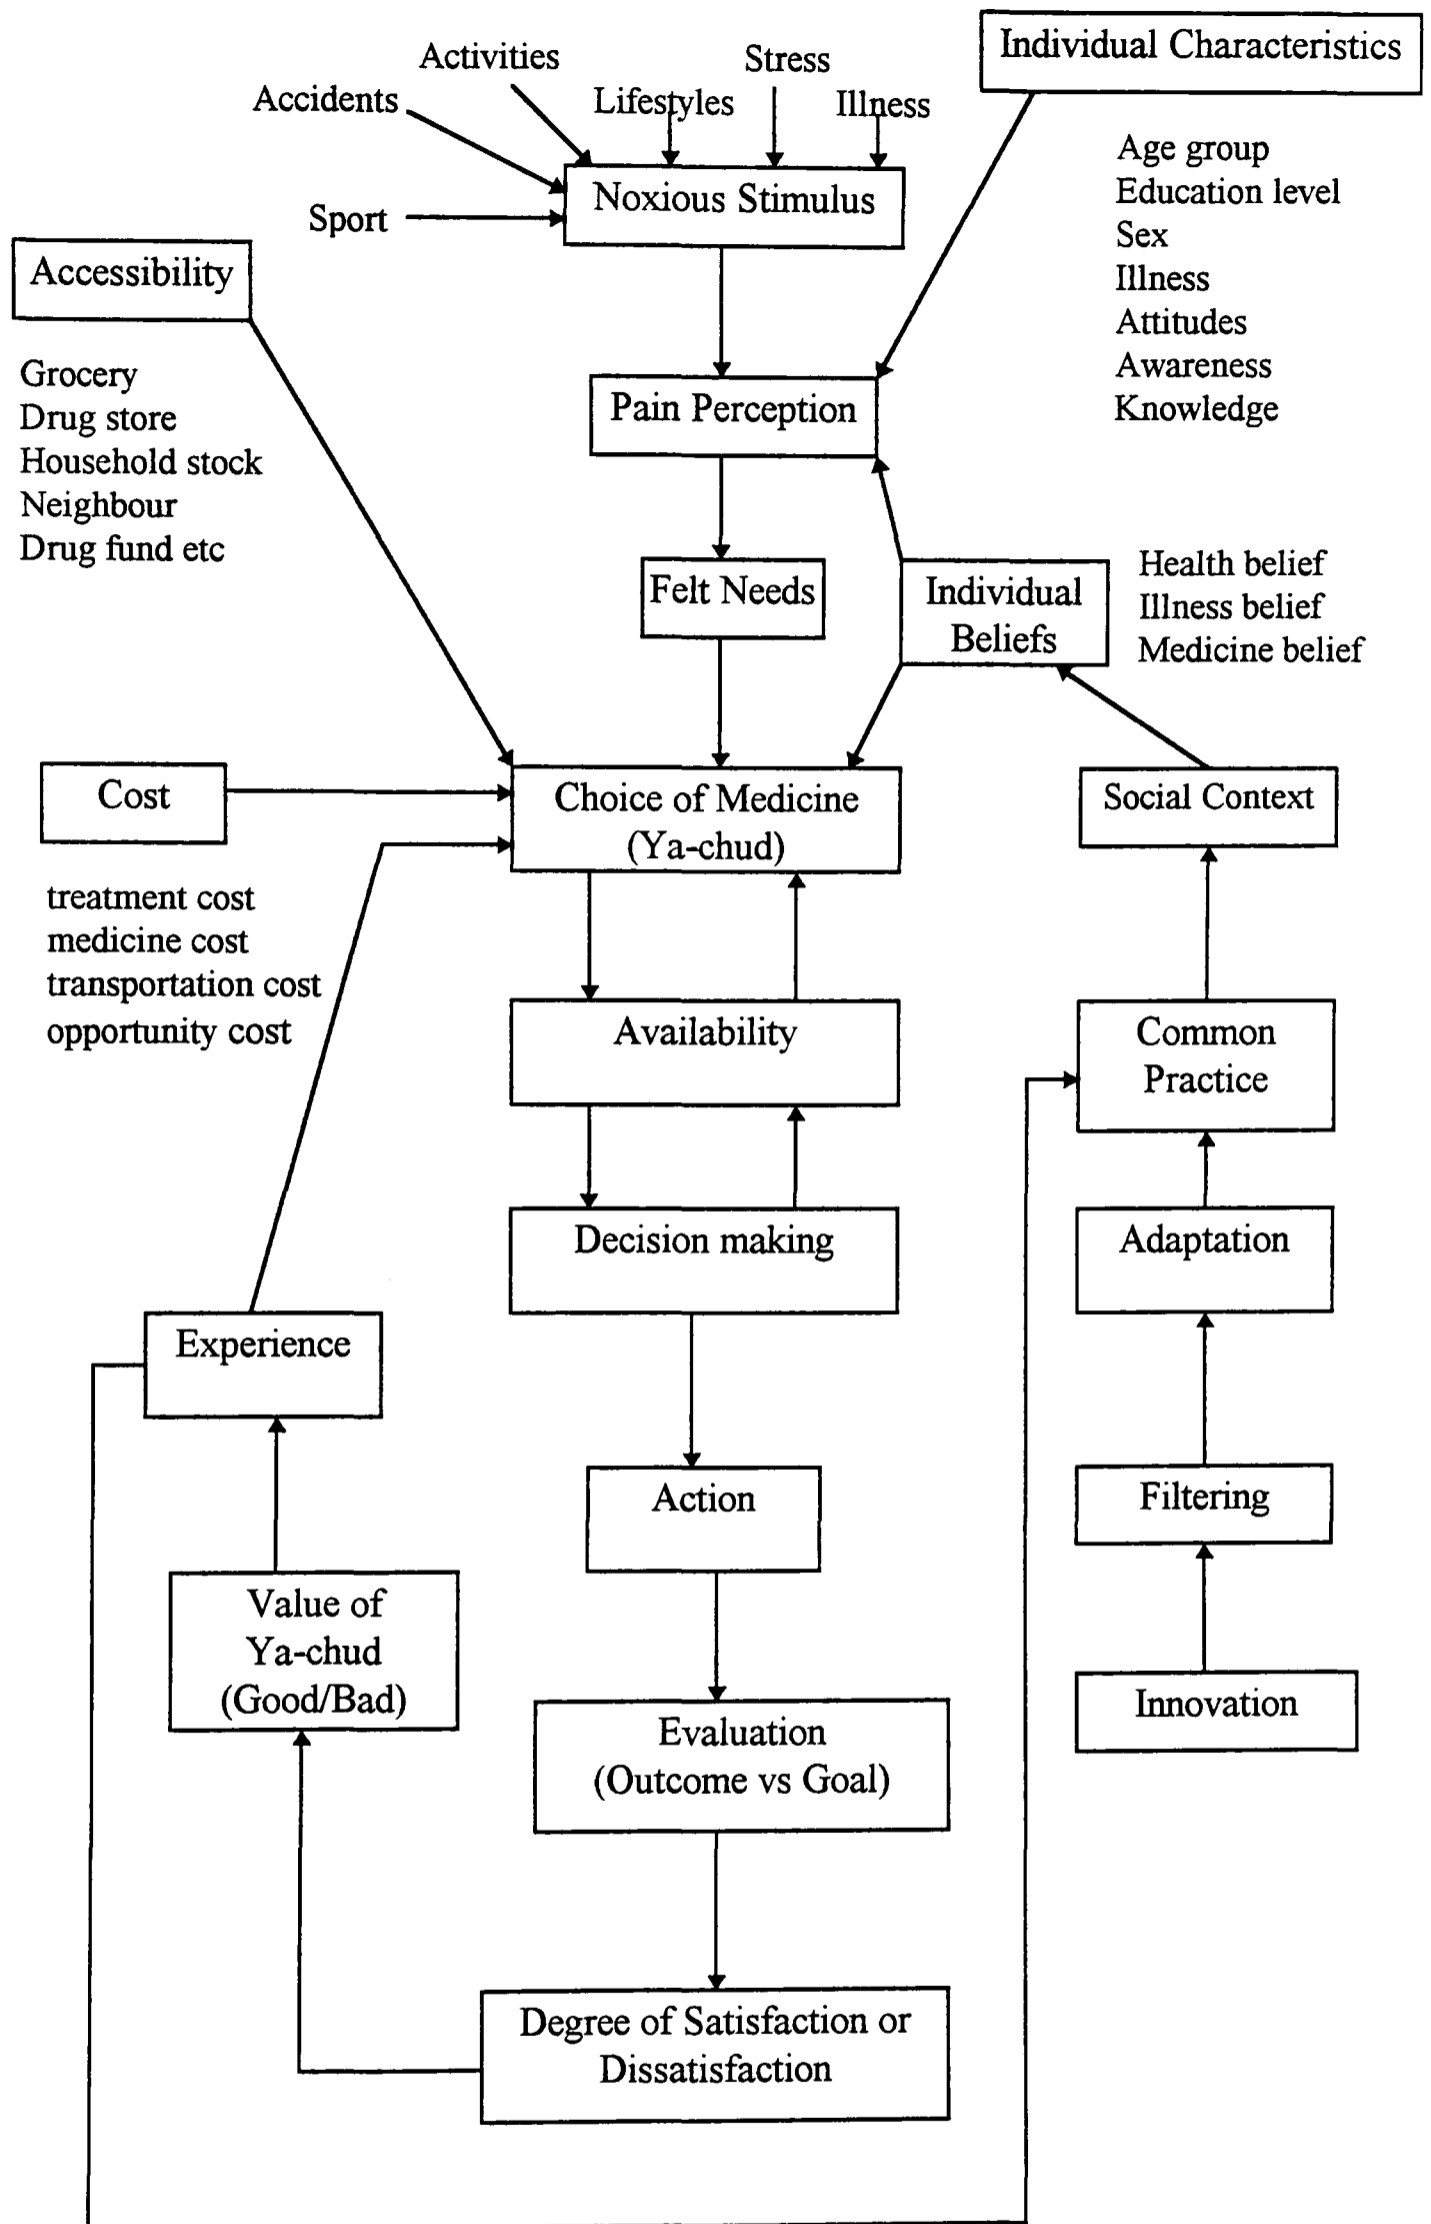 Individual Characteristics
Activities
Stress
Accidents
Lifestyles
Illness
Age group
Education level
Sex
Illness
Attitudes
Awareness
Knowledge
Noxious Stimulus
Sport
Accessibility
Grocery
Drug store
Household stock
Neighbour
Drug fund etc
Pain Perception
Felt Needs
Individual
Beliefs
Health belief
Illness belief
Medicine belief
Cost
Choice of Medicine
(Ya-chud)
Social Context
treatment cost
medicine cost
transportation cost
opportunity cost
Availability
Common
Practice
Decision making
Adaptation
Experience
Action
Filtering
Value of
Ya-chud
(Good/Bad)
Evaluation
(Outcome vs Goal)
Innovation
Degree of Satisfaction or
Dissatisfaction